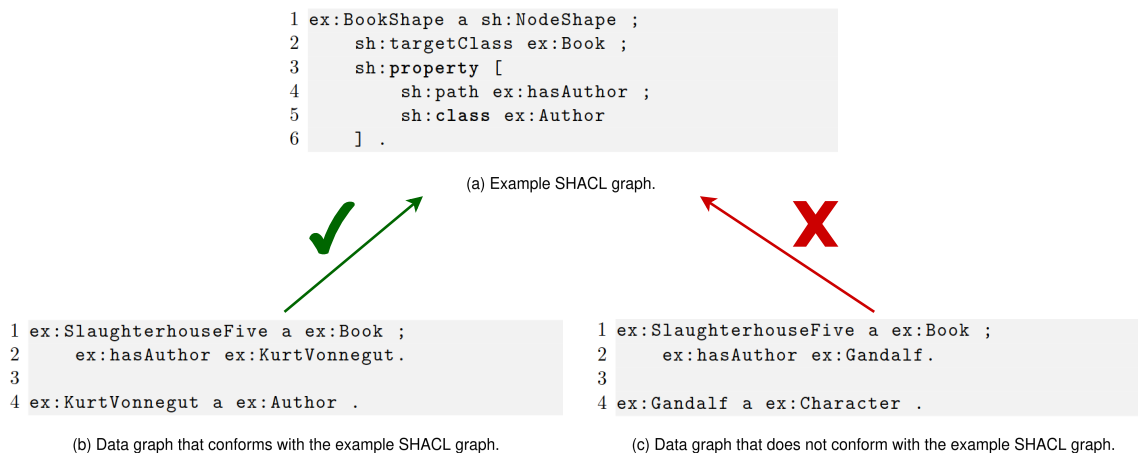 1 ex:BookShape a sh:NodeShape ;
2     sh:targetClass ex:Book ;
3     sh:property [
4         sh:path ex:hasAuthor ;
5         sh:class ex:Author
6     ] .
(a) Example SHACL graph.
✓
X
1 ex:SlaughterhouseFive a ex:Book ;
2     ex:hasAuthor ex:KurtVonnegut.
3
4 ex:KurtVonnegut a ex:Author .
(b) Data graph that conforms with the example SHACL graph.
1 ex:SlaughterhouseFive a ex:Book ;
2     ex:hasAuthor ex:Gandalf.
3
4 ex:Gandalf a ex:Character .
(c) Data graph that does not conform with the example SHACL graph.